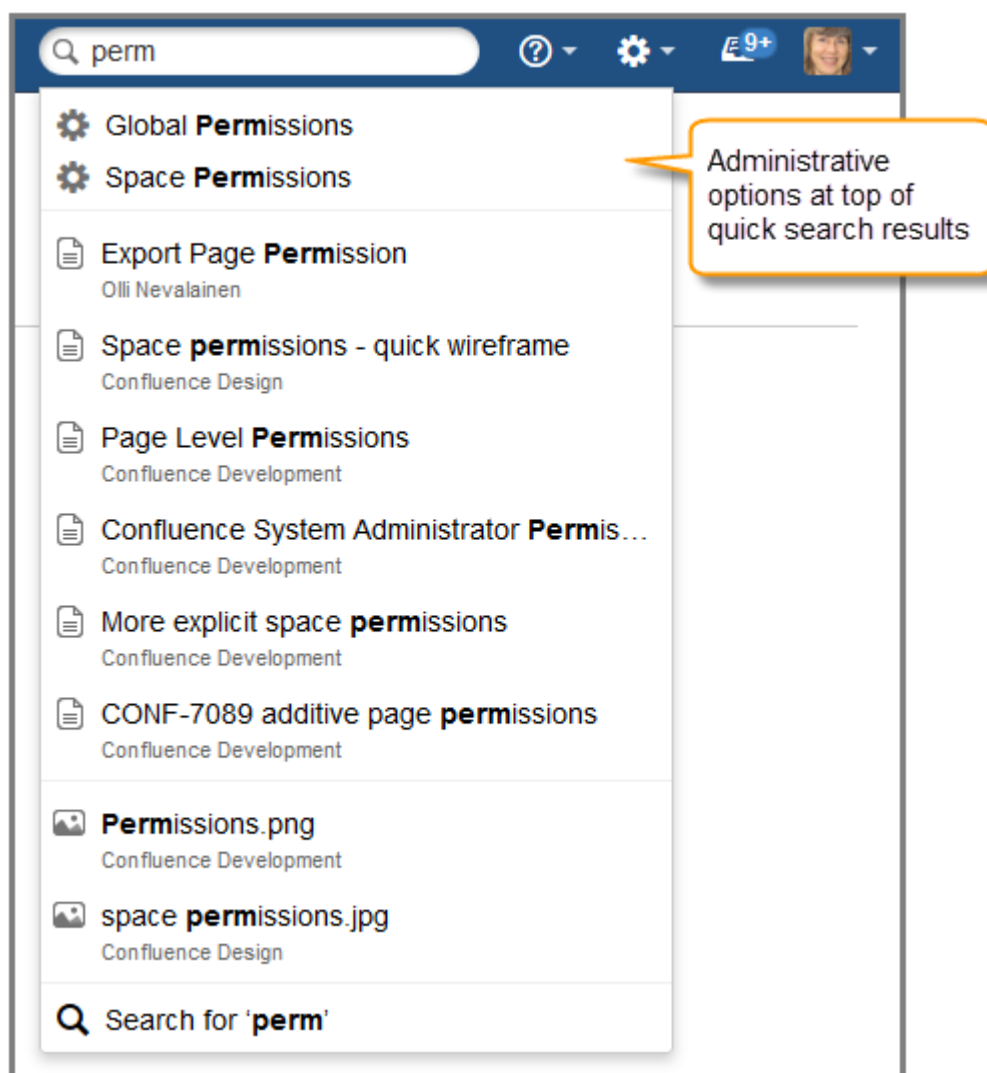 perm
9+
Global Permissions
Space Permissions
Administrative
options at top of
quick search results
Export Page Permission
Olli Nevalainen
Space permissions - quick wireframe
Confluence Design
Page Level Permissions
Confluence Development
Confluence System Administrator Permis…
Confluence Development
More explicit space permissions
Confluence Development
CONF-7089 additive page permissions
Confluence Development
Permissions.png
Confluence Development
space permissions.jpg
Confluence Design
Search for ‘perm’